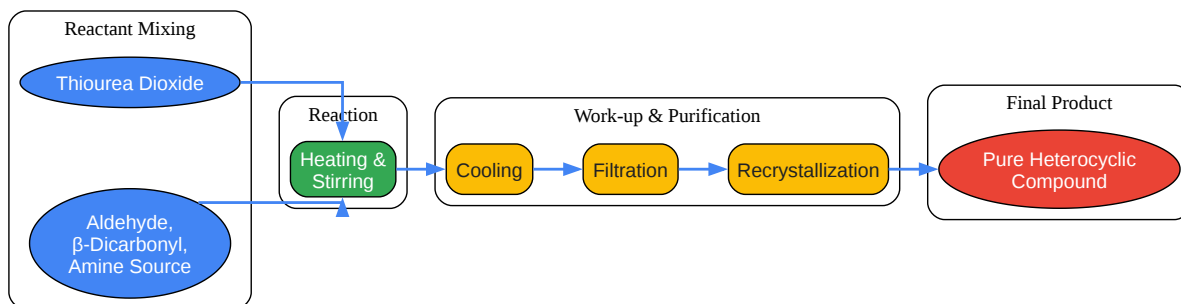 Reactant Mixing
Thiourea Dioxide
Aldehyde,
β-Dicarbonyl,
Amine Source
Reaction
Heating &
Stirring
Work-up & Purification
Cooling
Filtration
Recrystallization
Final Product
Pure Heterocyclic
Compound